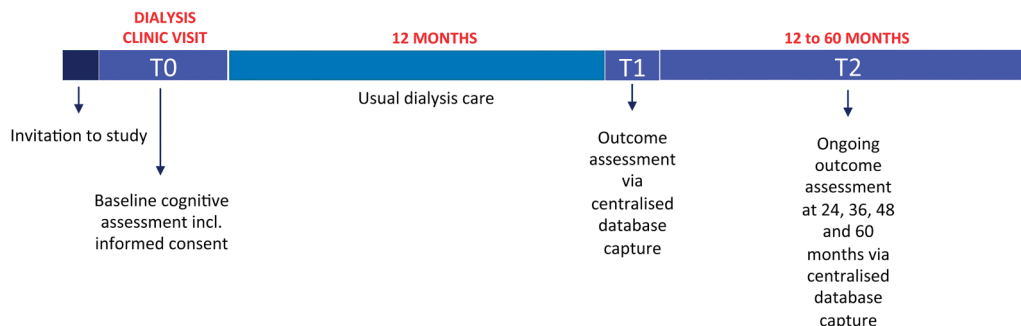 DIALYSIS
CLINIC VISIT
12 MONTHS
12 to 60 MONTHS
T0
T1
T2
Invitation to study
Usual dialysis care
Baseline cognitive
assessment incl.
informed consent
Outcome
assessment
via
centralised
database
capture
Ongoing
outcome
assessment
at 24, 36, 48
and 60
months via
centralised
database
capture